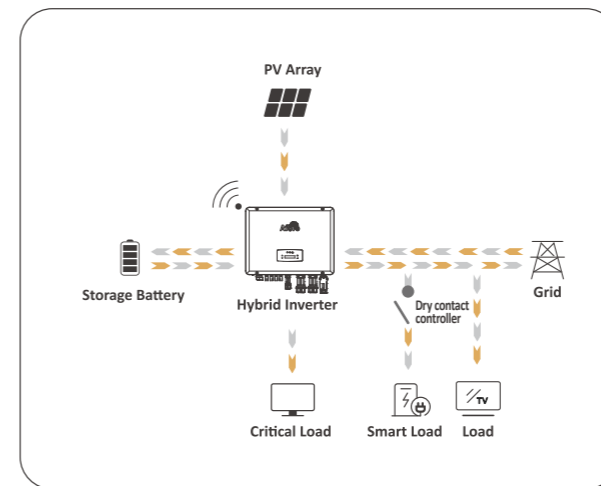 PV Array
Storage Battery
Hybrid Inverter
Grid
Dry contact
controller
TV
Critical Load
Smart Load
Load